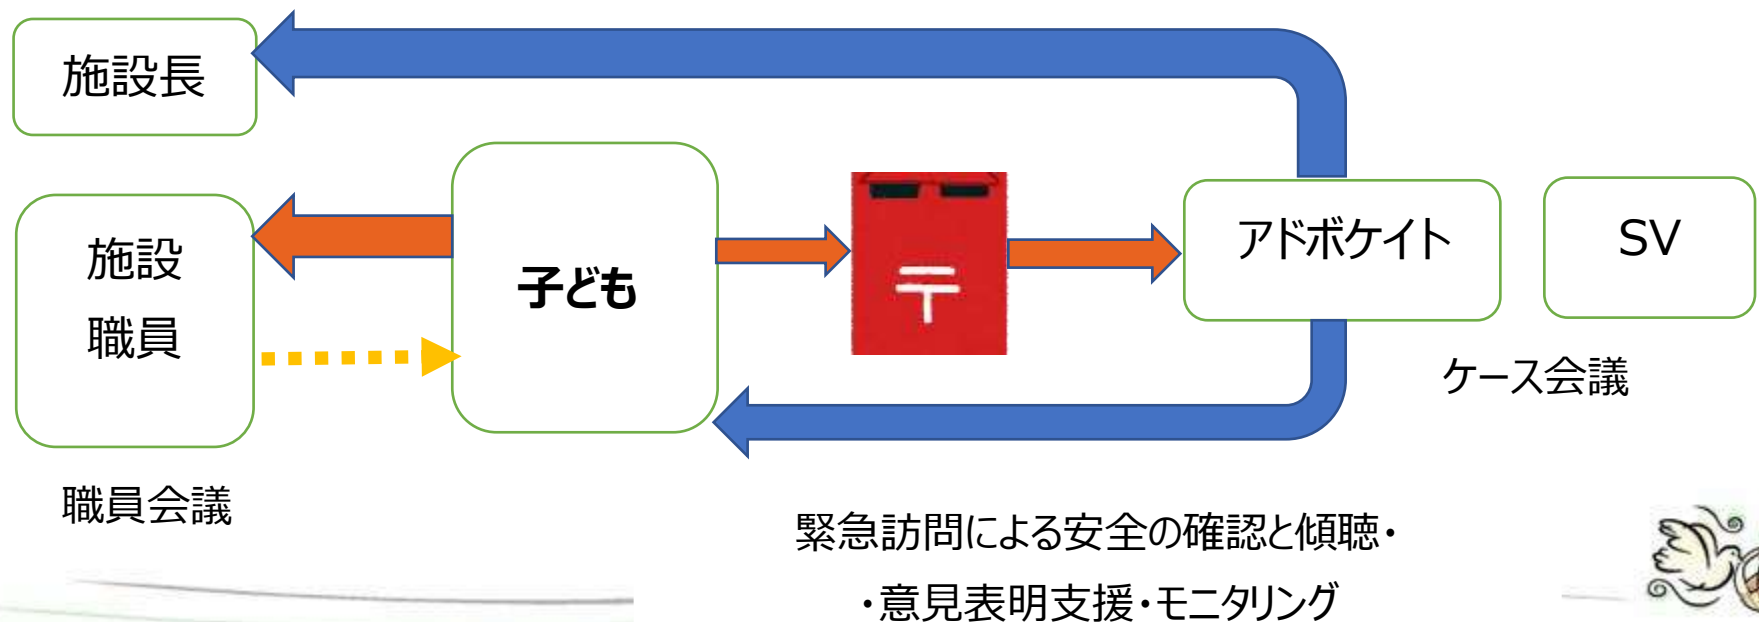 施設長
施設
職員
子ども
〒
アドボケイト
SV
ケース会議
職員会議
緊急訪問による安全の確認と傾聴・
・意見表明支援・モニタリング